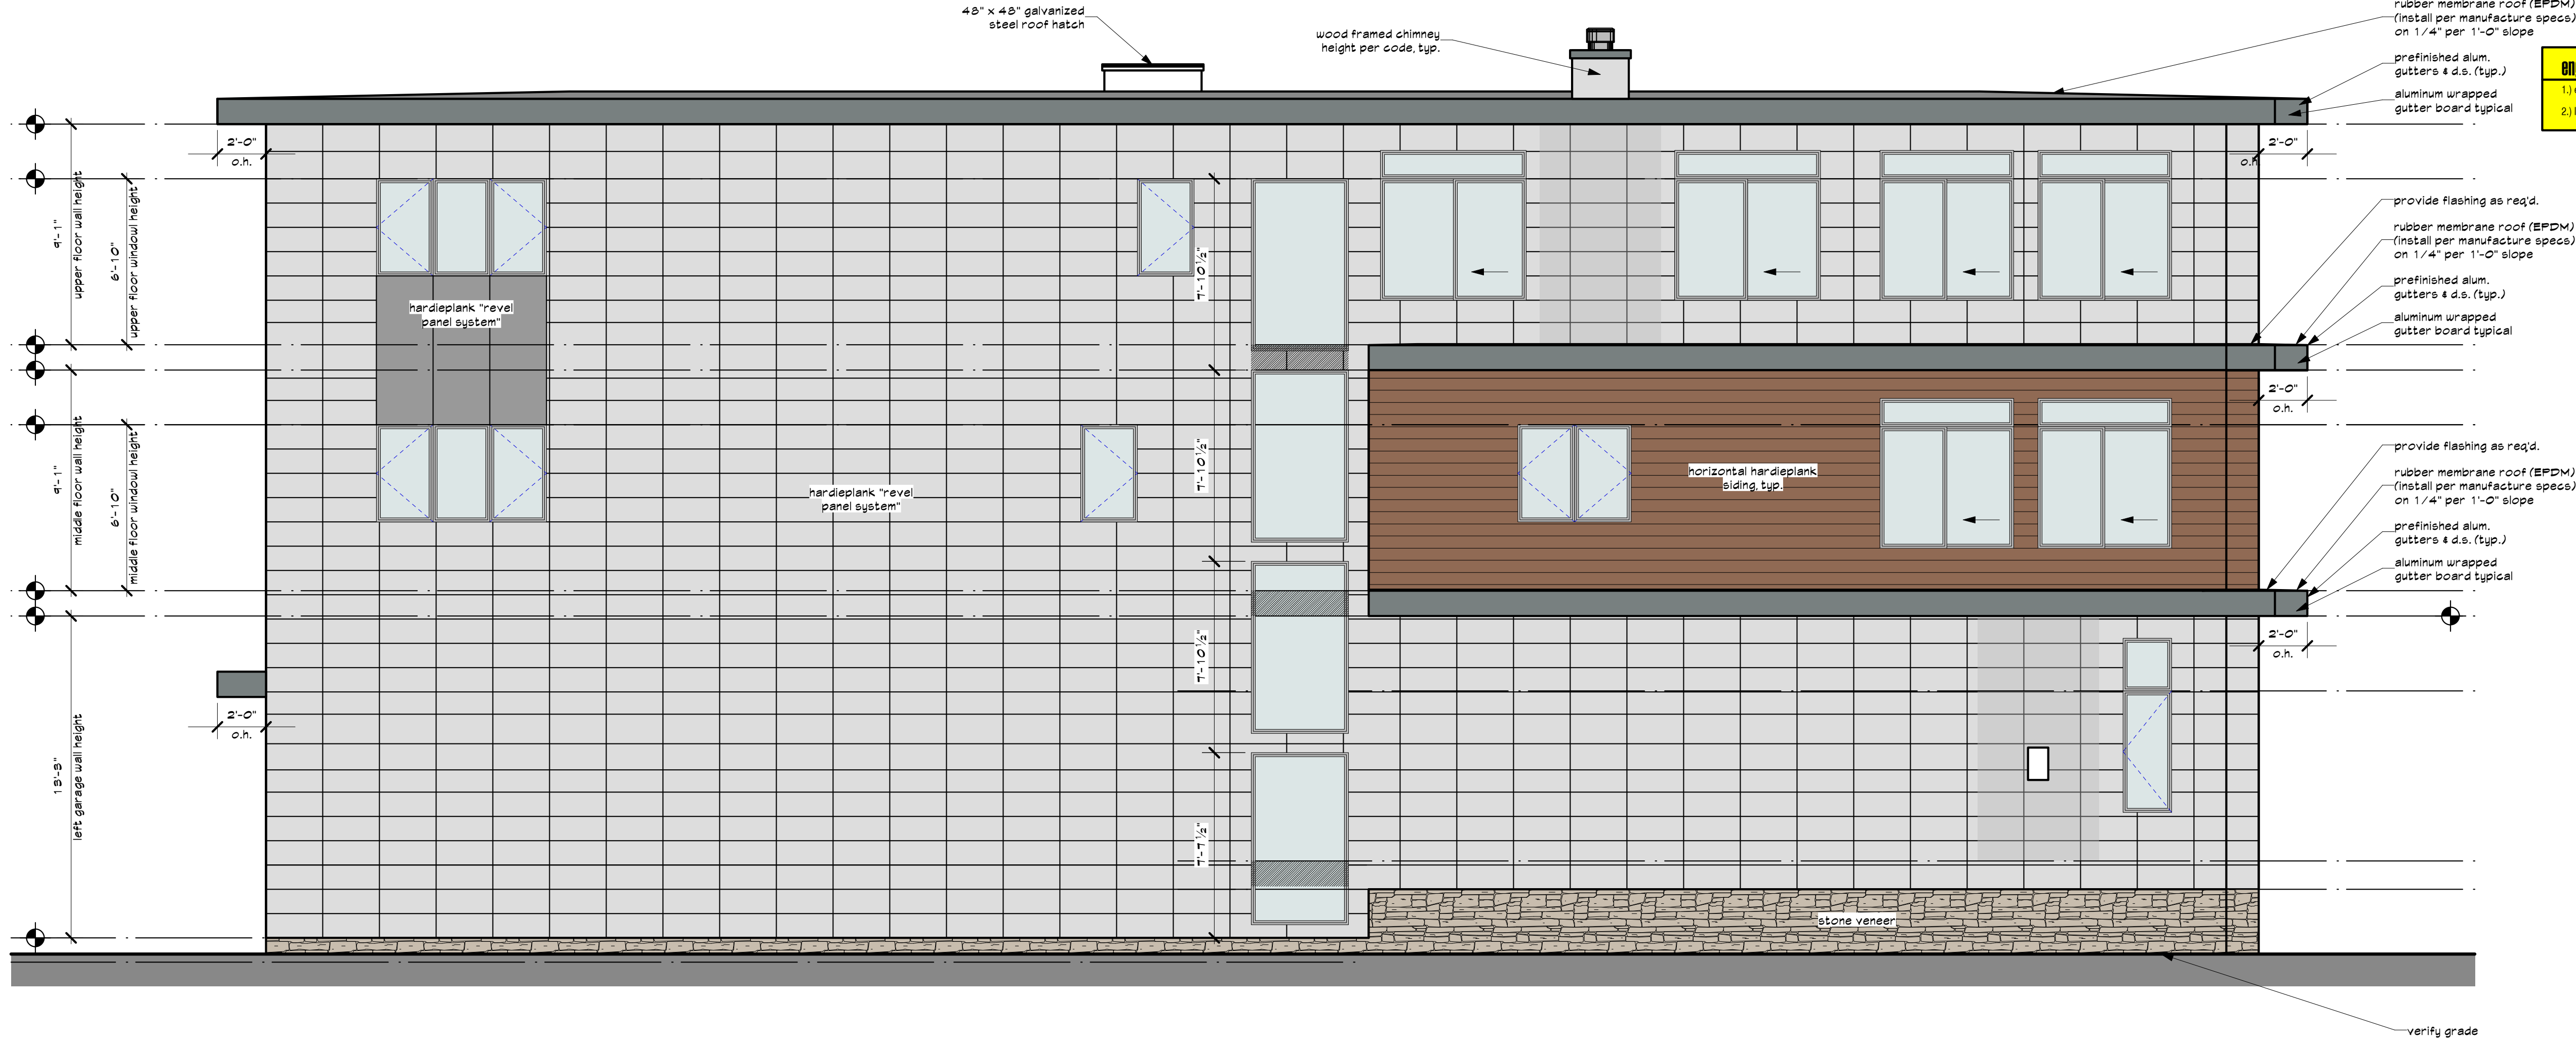 48" x 48" galvanized
steel roof hatch
wood framed chimney
height per code, typ.
rubber membrane roof (EPDM)
(install per manufacture specs)
on 1/4" per 1'-0" slope
prefinished alum.
gutters & d.s. (typ.)
aluminum wrapped
gutter board typical
1.)
2.)
2'-0"
o.h.
2'-0"
o.h.
9'-1"
upper floor wall height
6'-10"
upper floor windowl height
hardieplank "revel
panel system"
7'-10 1/2"
provide flashing as req'd.
rubber membrane roof (EPDM)
(install per manufacture specs)
on 1/4" per 1'-0" slope
prefinished alum.
gutters & d.s. (typ.)
aluminum wrapped
gutter board typical
2'-0"
o.h.
9'-1"
middle floor wall height
6'-10"
middle floor windowl height
hardieplank "revel
panel system"
7'-10 1/2"
horizontal hardieplank
siding, typ.
provide flashing as req'd.
rubber membrane roof (EPDM)
(install per manufacture specs)
on 1/4" per 1'-0" slope
prefinished alum.
gutters & d.s. (typ.)
aluminum wrapped
gutter board typical
2'-0"
o.h.
7'-10 1/2"
2'-0"
o.h.
13'-3"
left garage wall height
7'-7 1/2"
stone veneer
verify grade